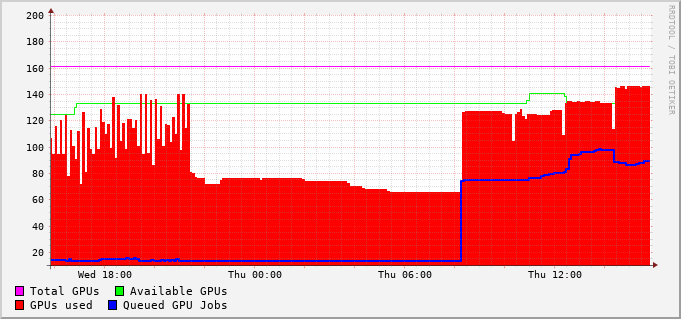 200
180
160
140
120
100
80
60
40
20
Wed 18:00 Thu 00:00 Thu 06:00 Thu 12:00
Total GPUs Available GPUs
GPUs used Queued GPU Jobs
RRDTOOL / TOBI OETIKER